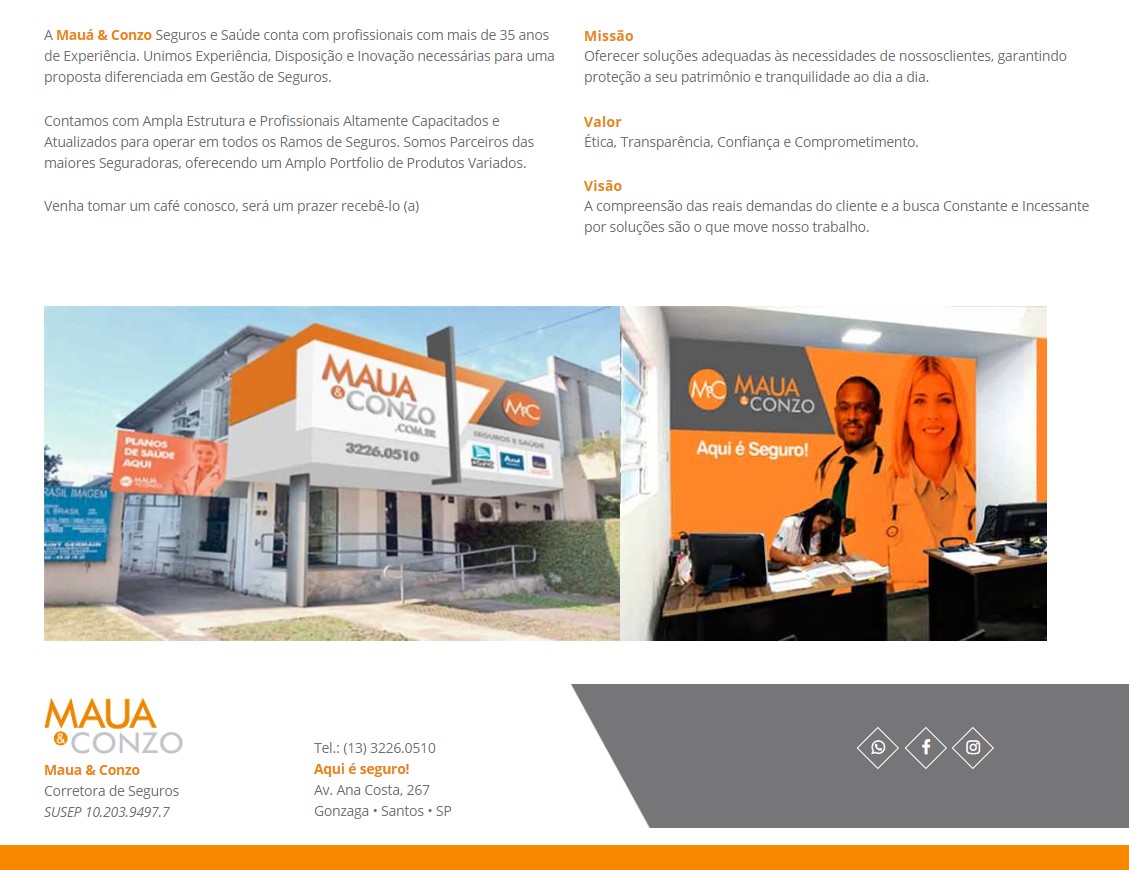 A Mauá & Conzo Seguros e Saúde conta com profissionais com mais de 35 anos
de Experiência. Unimos Experiência, Disposição e Inovação necessárias para uma
proposta diferenciada em Gestão de Seguros.
Contamos com Ampla Estrutura e Profissionais Altamente Capacitados e
Atualizados para operar em todos os Ramos de Seguros. Somos Parceiros das
maiores Seguradoras, oferecendo um Amplo Portfolio de Produtos Variados.
Venha tomar um café conosco, será um prazer recebê-lo (a)
Missão
Oferecer soluções adequadas às necessidades de nossosclientes, garantindo
proteção a seu patrimônio e tranquilidade ao dia a dia.
Valor
Ética, Transparência, Confiança e Comprometimento.
Visão
A compreensão das reais demandas do cliente e a busca Constante e Incessante
por soluções são o que move nosso trabalho.
MAUA
& CONZO
.COM.BR
3226.0510
M&C
SEGUROS E SAÚDE
PORTO
Azul
PLANOS
DE SAÚDE
AQUI
MAUA
& CONZO
RASIL IMAGEM
BRASIL
AINT GERMAIN
M&C MAUA
& CONZO
Aqui é Seguro!
MAUA
& CONZO
Maua & Conzo
Corretora de Seguros
SUSEP 10.203.9497.7
Tel.: (13) 3226.0510
Aqui é seguro!
Av. Ana Costa, 267
Gonzaga • Santos • SP